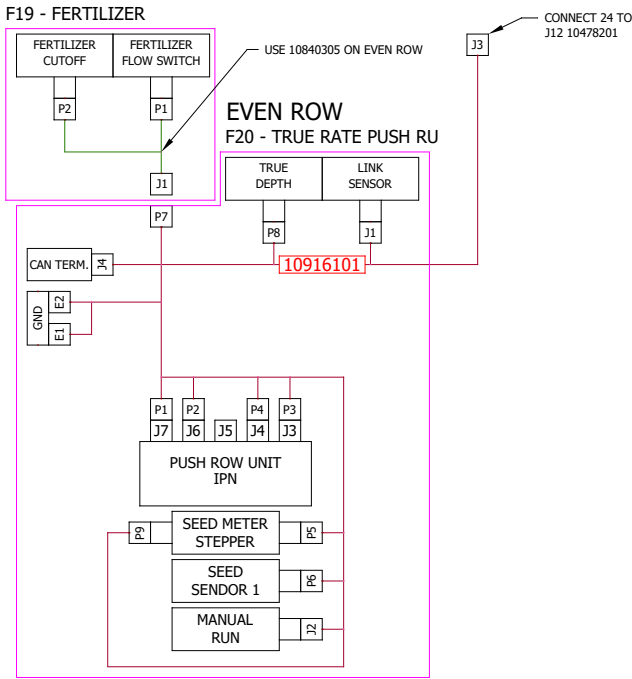 F19 - FERTILIZER
FERTILIZER
CUTOFF
FERTILIZER
FLOW SWITCH
P2
P1
J1
USE 10840305 ON EVEN ROW
J3
CONNECT 24 TO
J12 10478201
EVEN ROW
F20 - TRUE RATE PUSH RU
TRUE
DEPTH
LINK
SENSOR
P8
J1
P7
10916101
CAN TERM.
J4
GND
E2
E1
P1
P2
P4
P3
J7
J6
J5
J4
J3
PUSH ROW UNIT
IPN
P9
SEED METER
STEPPER
P5
SEED
SENDOR 1
P6
MANUAL
RUN
J2